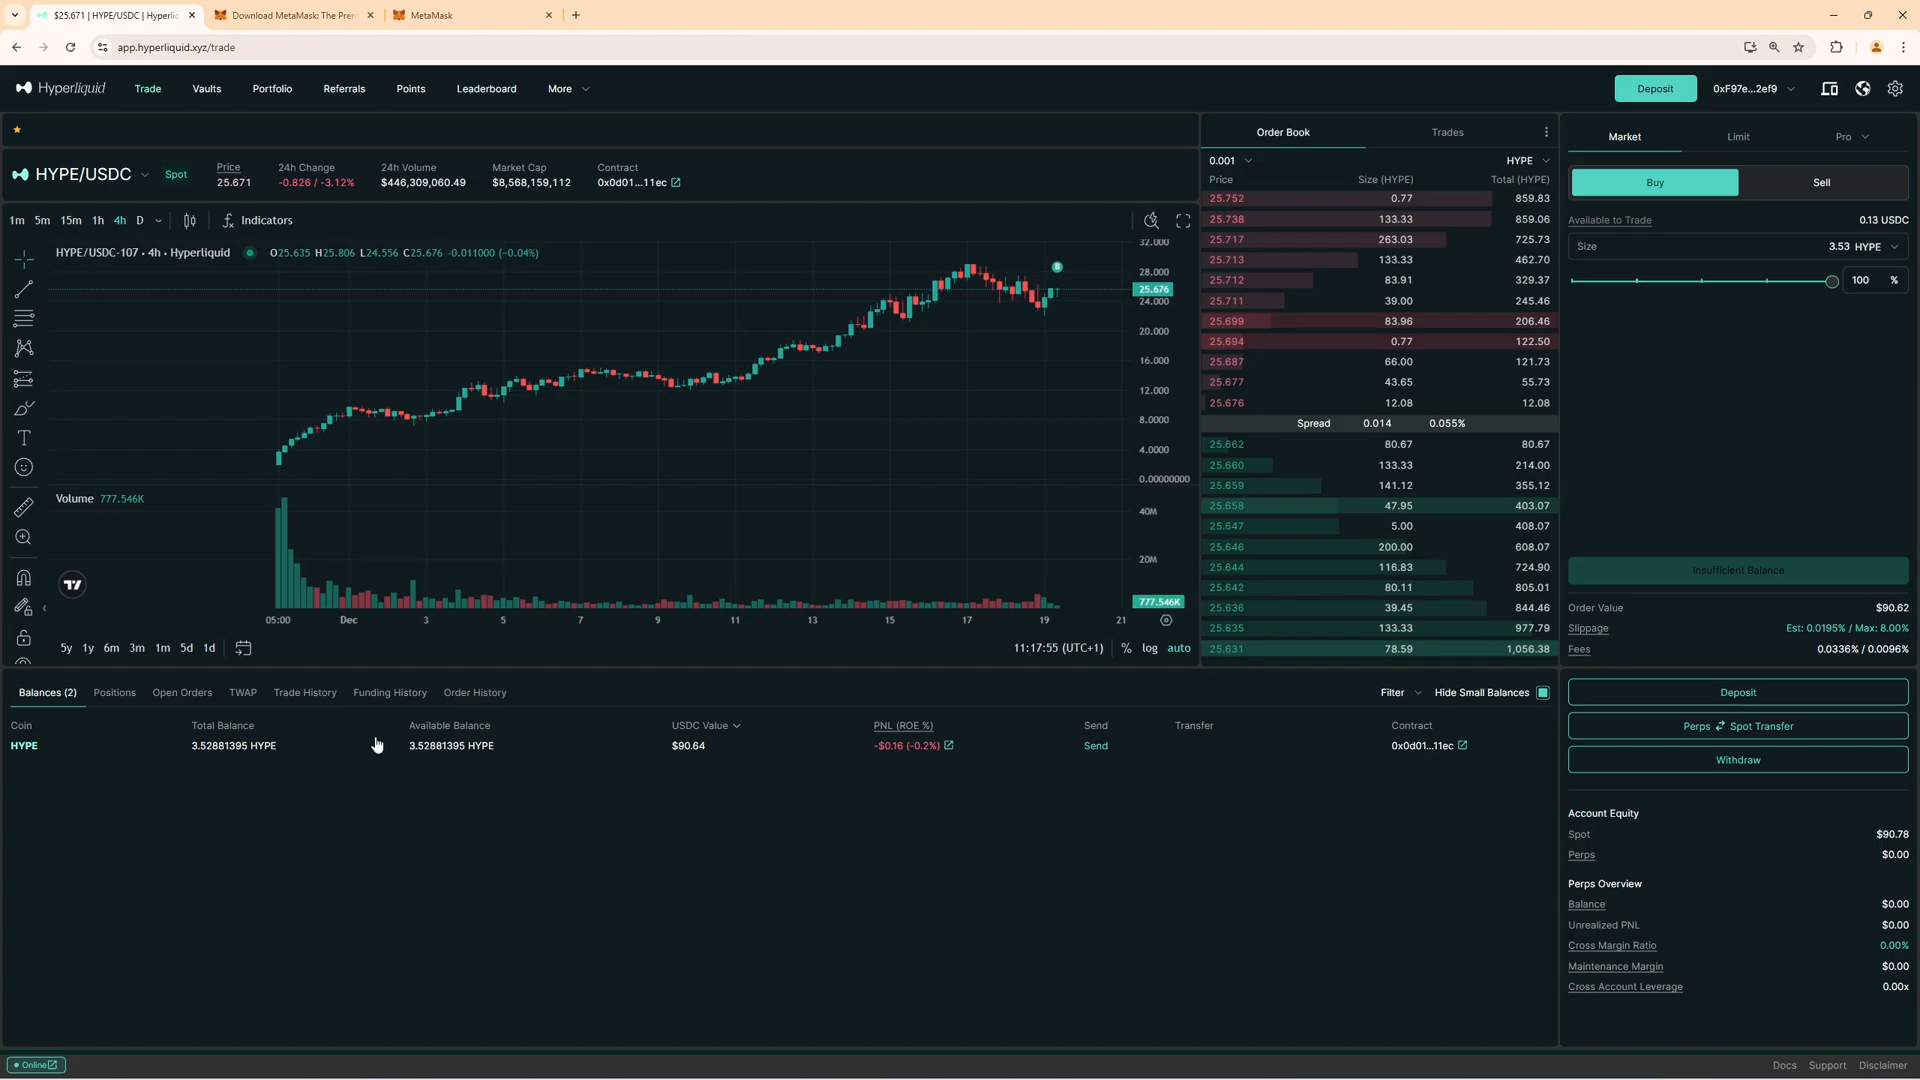 $25.671 | HYPE/USDC | Hyperliq
Download MetaMask: The Prem
MetaMask
app.hyperliquid.xyz/trade
Hyperliquid
Trade
Vaults
Portfolio
Referrals
Points
Leaderboard
More
Deposit
0xF97e...2ef9
HYPE/USDC
Spot
Price
25.671
24h Change
-0.826 / -3.12%
24h Volume
$446,309,060.49
Market Cap
$8,568,159,112
Contract
0x0d01...11ec
1m 5m 15m 1h 4h D
Indicators
HYPE/USDC-107 • 4h • Hyperliquid O25.635 H25.806 L24.556 C25.676 -0.011000 (-0.04%)
32.000
28.000
B
25.676
24.000
20.000
16.000
12.000
8.0000
4.0000
0.00000000
Volume 777.546K
40M
20M
777.546K
05:00 Dec 3 5 7 9 11 13 15 17 19 21
5y 1y 6m 3m 1m 5d 1d
11:17:55 (UTC+1) % log auto
Order Book
Trades
0.001 HYPE
Price Size (HYPE) Total (HYPE)
25.752 0.77 859.83
25.738 133.33 859.06
25.717 263.03 725.73
25.713 133.33 462.70
25.712 83.91 329.37
25.711 39.00 245.46
25.699 83.96 206.46
25.694 0.77 122.50
25.687 66.00 121.73
25.677 43.65 55.73
25.676 12.08 12.08
Spread 0.014 0.055%
25.662 80.67 80.67
25.660 133.33 214.00
25.659 141.12 355.12
25.658 47.95 403.07
25.647 5.00 408.07
25.646 200.00 608.07
25.644 116.83 724.90
25.642 80.11 805.01
25.636 39.45 844.46
25.635 133.33 977.79
25.631 78.59 1,056.38
Market
Limit
Pro
Buy
Sell
Available to Trade 0.13 USDC
Size 3.53 HYPE
100 %
Insufficient Balance
Order Value $90.62
Slippage Est: 0.0195% / Max: 8.00%
Fees 0.0336% / 0.0096%
Balances (2) Positions Open Orders TWAP Trade History Funding History Order History
Filter
Hide Small Balances
Coin Total Balance Available Balance USDC Value PNL (ROE %) Send Transfer Contract
HYPE 3.52881395 HYPE 3.52881395 HYPE $90.64 -$0.16 (-0.2%) Send 0x0d01...11ec
Deposit
Perps Spot Transfer
Withdraw
Account Equity
Spot $90.78
Perps $0.00
Perps Overview
Balance $0.00
Unrealized PNL $0.00
Cross Margin Ratio 0.00%
Maintenance Margin $0.00
Cross Account Leverage 0.00x
Online
Docs
Support
Disclaimer